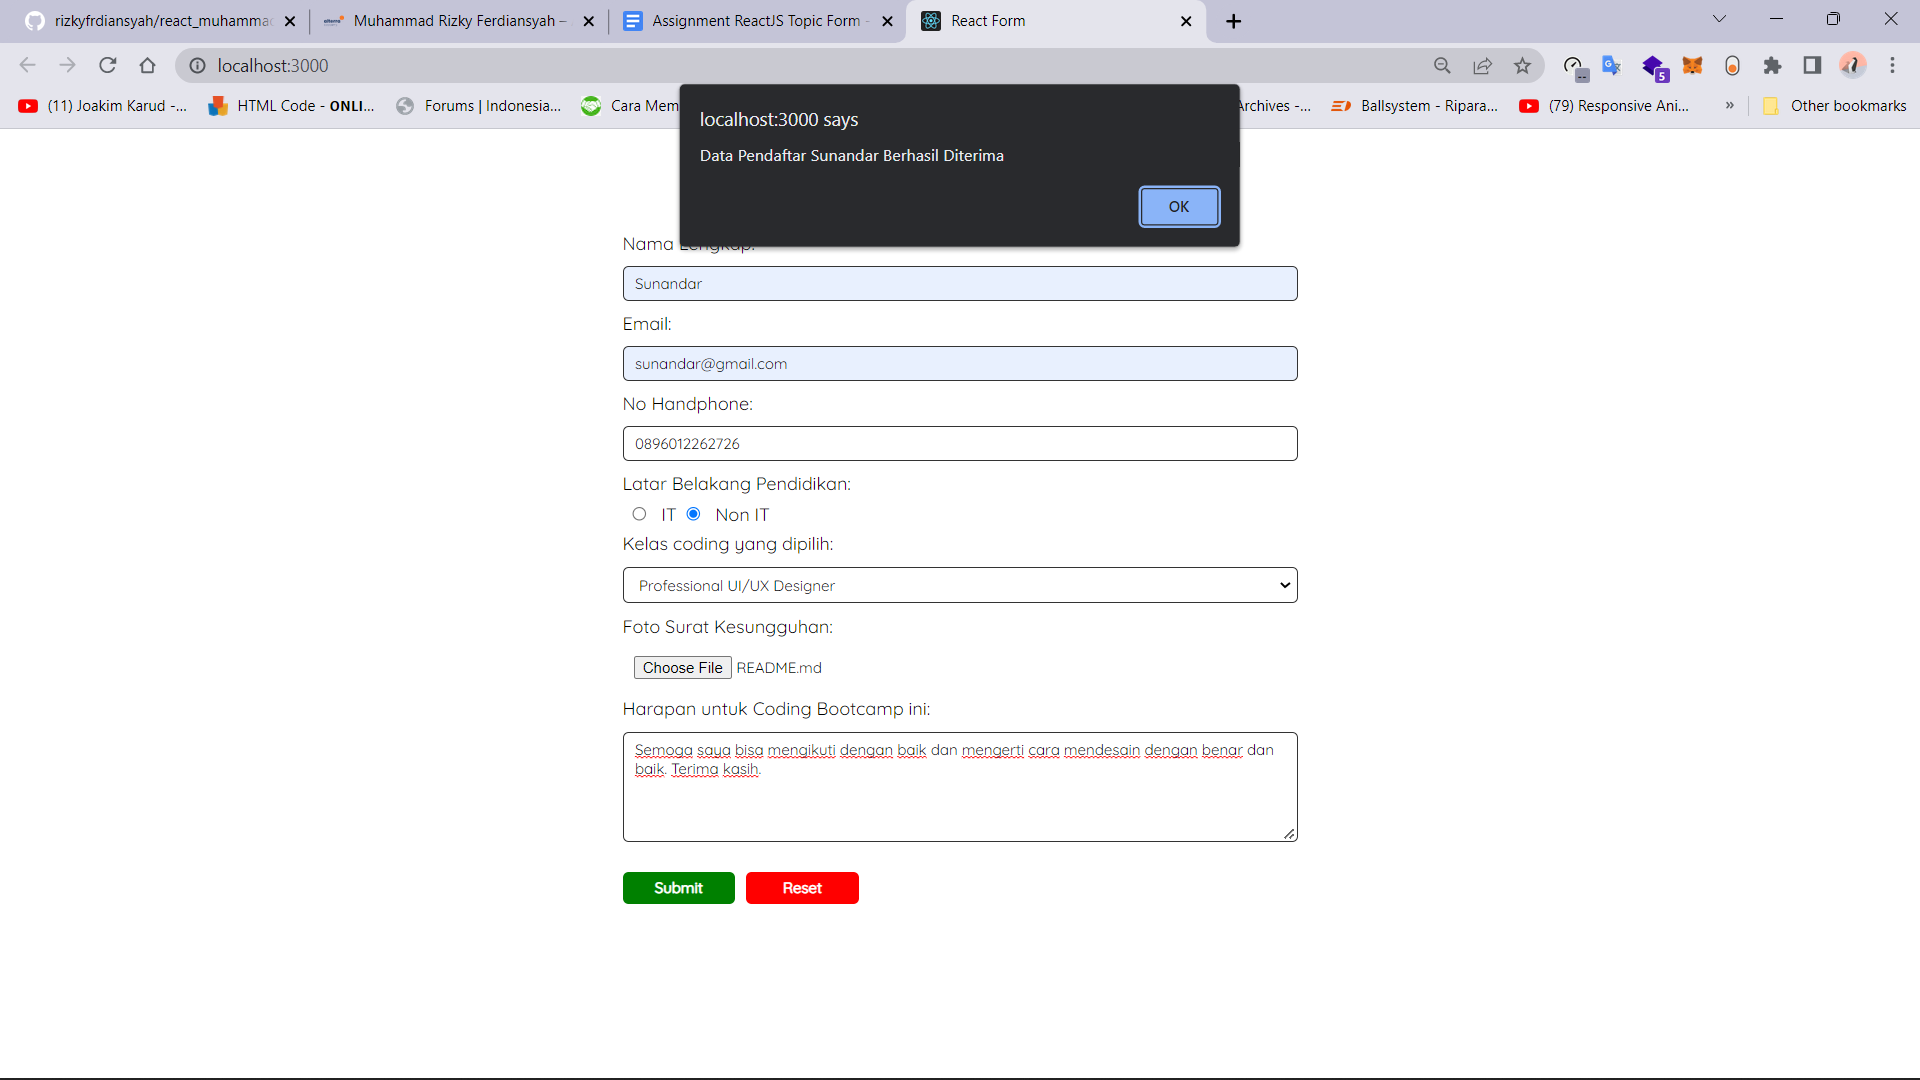 rizkyfrdiansyah/react_muhammad
Muhammad Rizky Ferdiansyah –
Assignment ReactJS Topic Form -
React Form
localhost:3000
5
(11) Joakim Karud -...
HTML Code - ONLI...
Forums | Indonesia...
Cara Mem
Archives -...
Ballsystem - Ripara...
(79) Responsive Ani...
»
Other bookmarks
localhost:3000 says
Data Pendaftar Sunandar Berhasil Diterima
OK
Nama Lengkap:
Sunandar
Email:
sunandar@gmail.com
No Handphone:
0896012262726
Latar Belakang Pendidikan:
IT Non IT
Kelas coding yang dipilih:
Professional UI/UX Designer
Foto Surat Kesungguhan:
Choose File README.md
Harapan untuk Coding Bootcamp ini:
Semoga saya bisa mengikuti dengan baik dan mengerti cara mendesain dengan benar dan
baik. Terima kasih.
Submit Reset